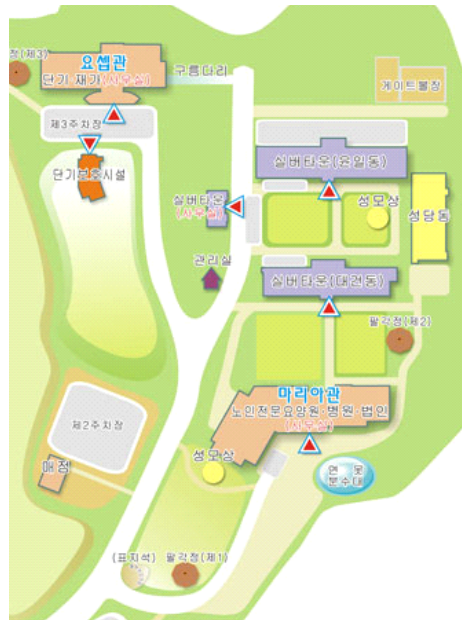 정(제3)
요셉관
단기·재가(사무실)
구름다리
게이트볼장
제3주차장
단기보호시설
실버타운(유일동)
실버타운
(사무실)
성모상
성당동
관리실
실버타운(대건동)
팔각정(제2)
마리아관
노인전문요양원·병원·법인
(사무실)
제2주차장
매점
성모상
연 못
분수대
(표지석)
팔각정(제1)